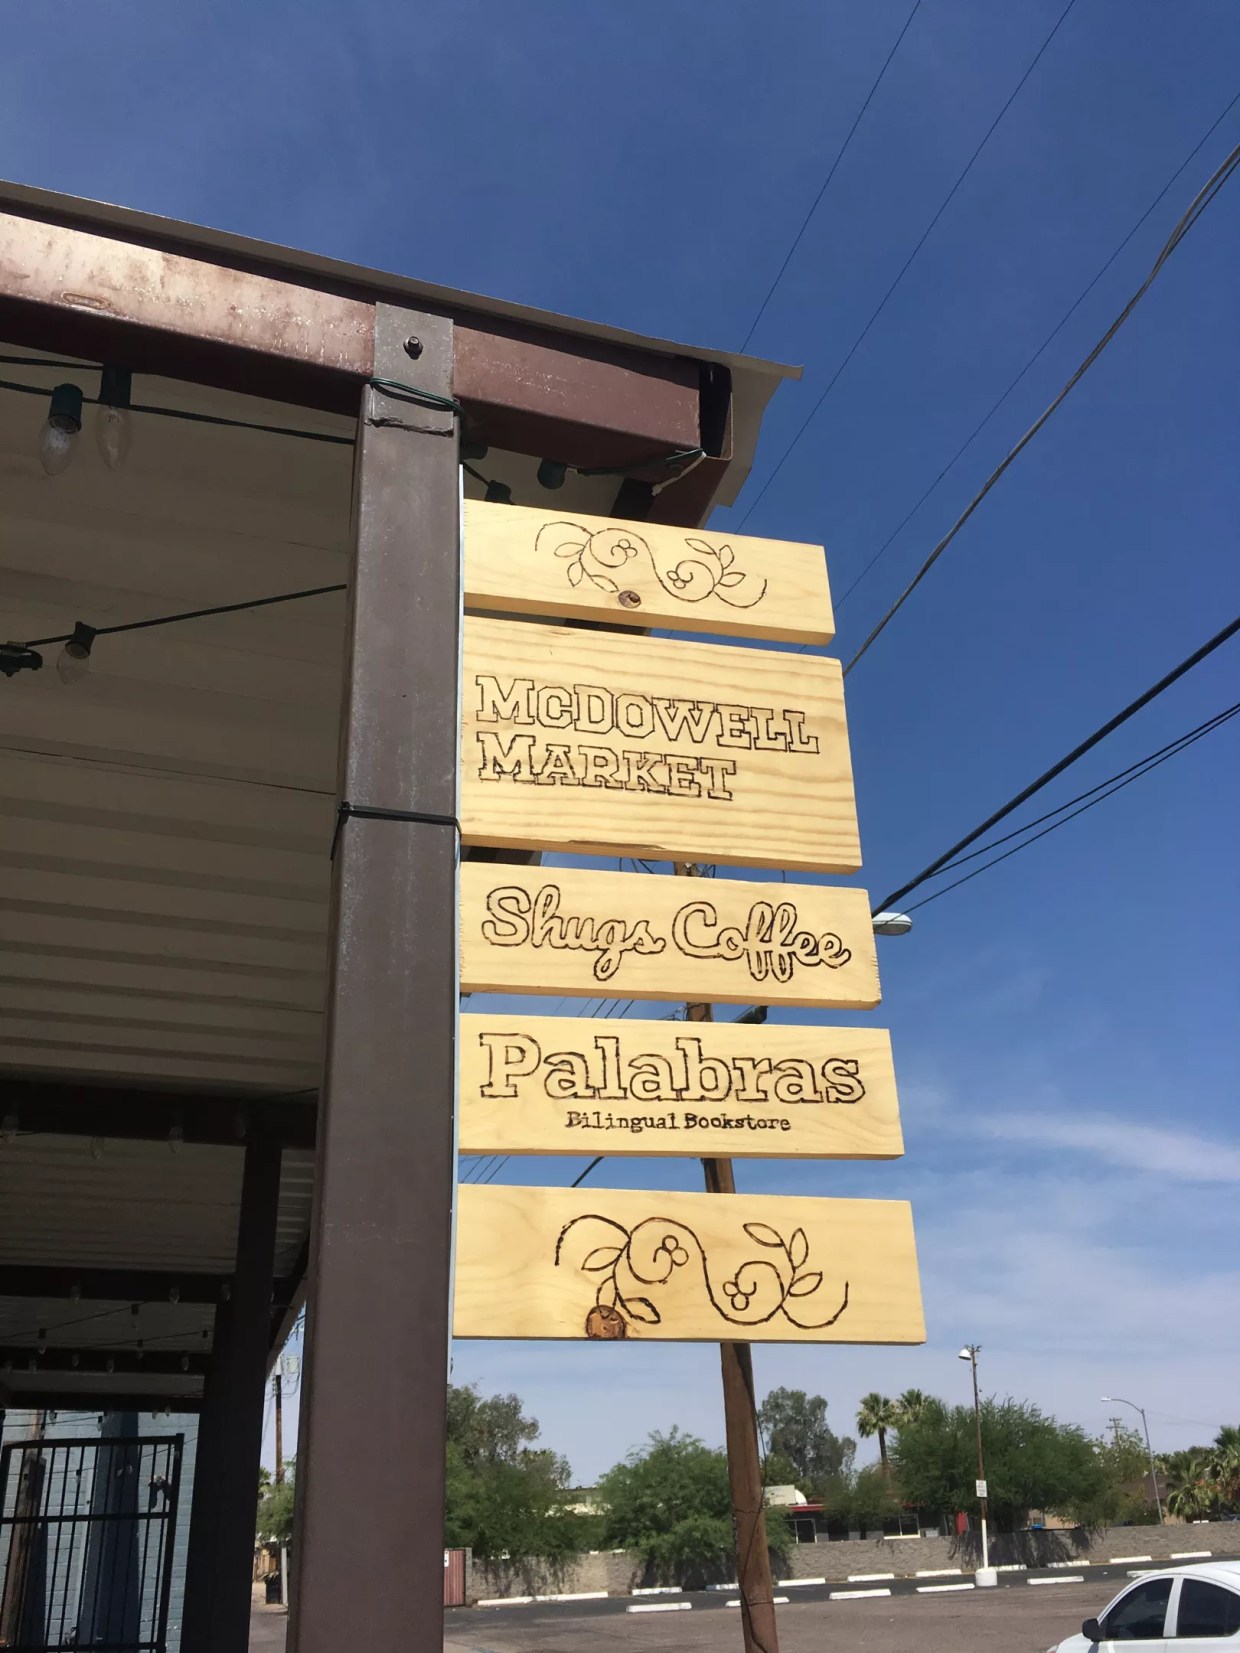 McDOWELL
MARKET
Shugs Coffee
Palabras
Bilingual Bookstore